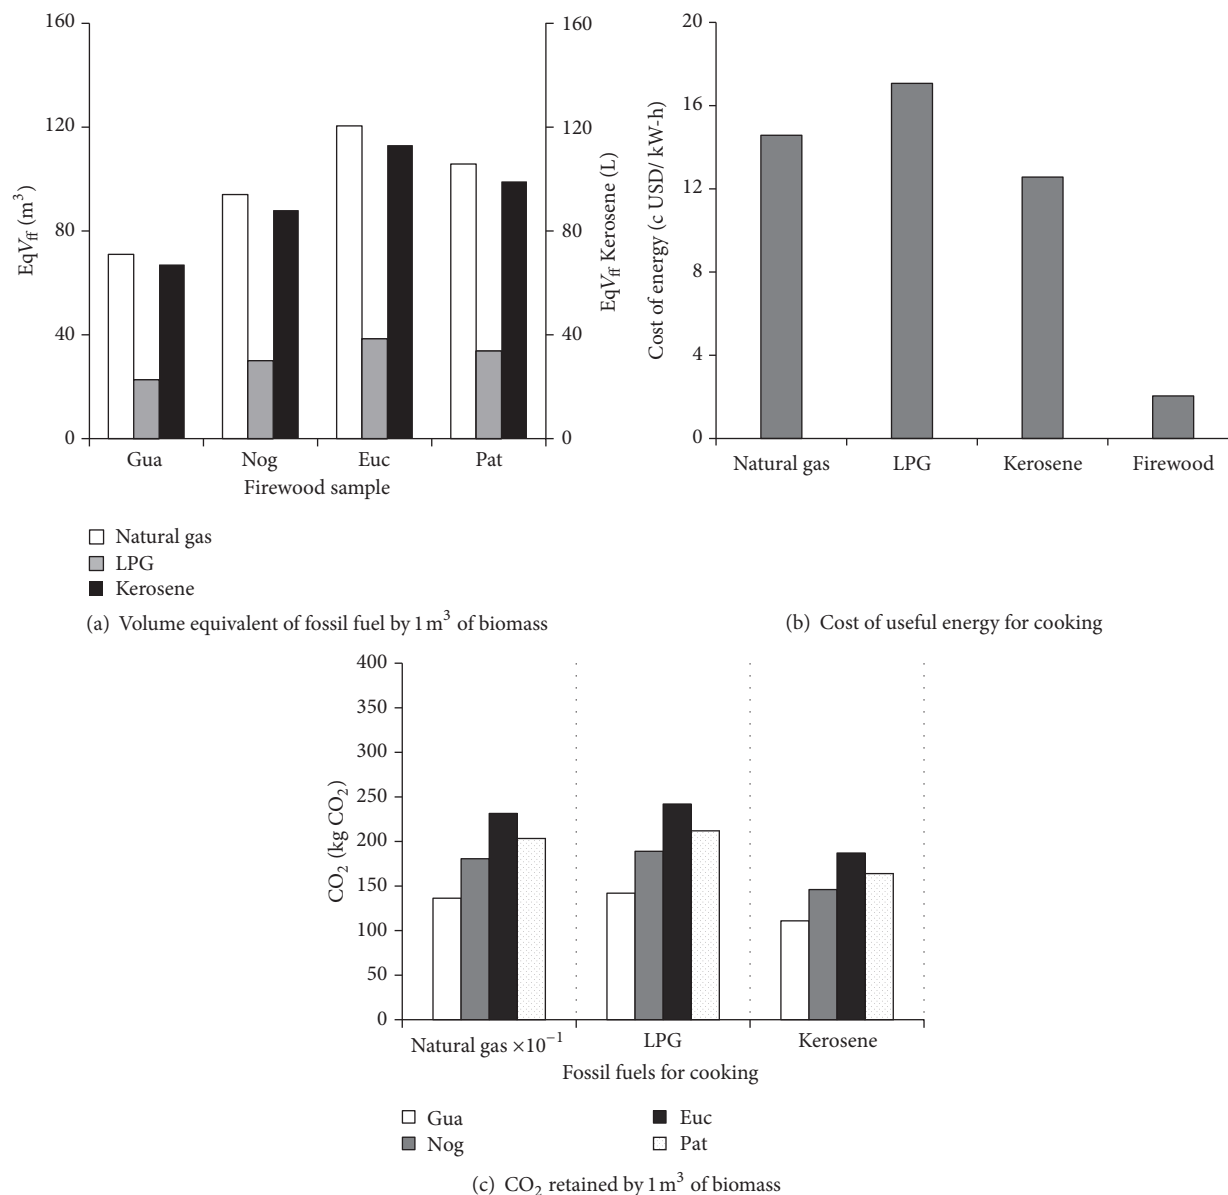 160
120
80
40
0
EqVff (m³)
160
120
80
40
0
EqVff Kerosene (L)
Gua Nog Euc Pat
Firewood sample
Natural gas
LPG
Kerosene
(a) Volume equivalent of fossil fuel by 1 m³ of biomass
20
16
12
8
4
0
Cost of energy (c USD/ kW-h)
Natural gas LPG Kerosene Firewood
(b) Cost of useful energy for cooking
400
350
300
250
200
150
100
50
0
CO₂ (kg CO₂)
Natural gas ×10⁻¹ LPG Kerosene
Fossil fuels for cooking
Gua Euc
Nog Pat
(c) CO₂ retained by 1 m³ of biomass